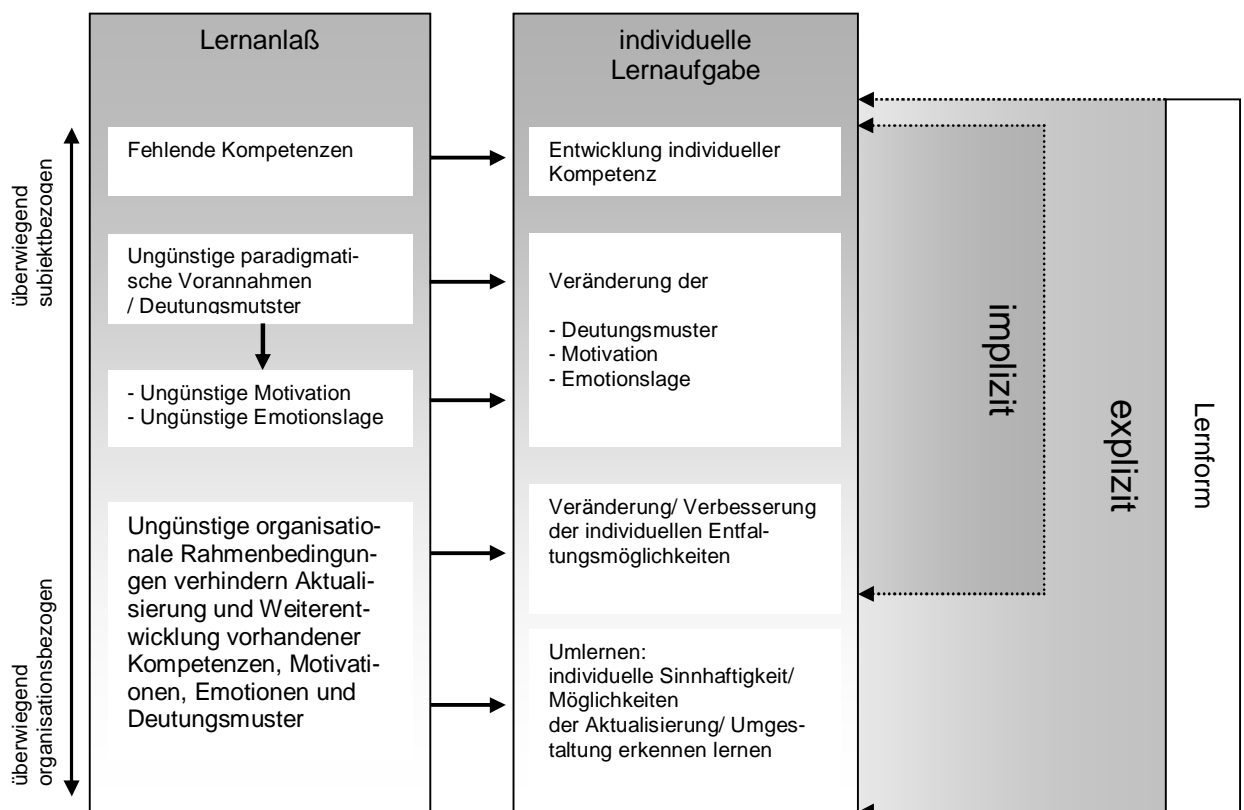 Lernanlaß
individuelle
Lernaufgabe
überwiegend
subjektbezogen
Fehlende Kompetenzen
Entwicklung individueller
Kompetenz
Ungünstige paradigmati-
sche Vorannahmen
/ Deutungsmutster
Veränderung der
- Deutungsmuster
- Motivation
- Emotionslage
- Ungünstige Motivation
- Ungünstige Emotionslage
implizit
explizit
Lernform
überwiegend
organisationsbezogen
Ungünstige organisatio-
nale Rahmenbedingun-
gen verhindern Aktuali-
sierung und Weiterent-
wicklung vorhandener
Kompetenzen, Motivati-
onen, Emotionen und
Deutungsmuster
Veränderung/ Verbesserung
der individuellen Entfal-
tungsmöglichkeiten
Umlernen:
individuelle Sinnhaftigkeit/
Möglichkeiten
der Aktualisierung/ Umges-
taltung erkennen lernen